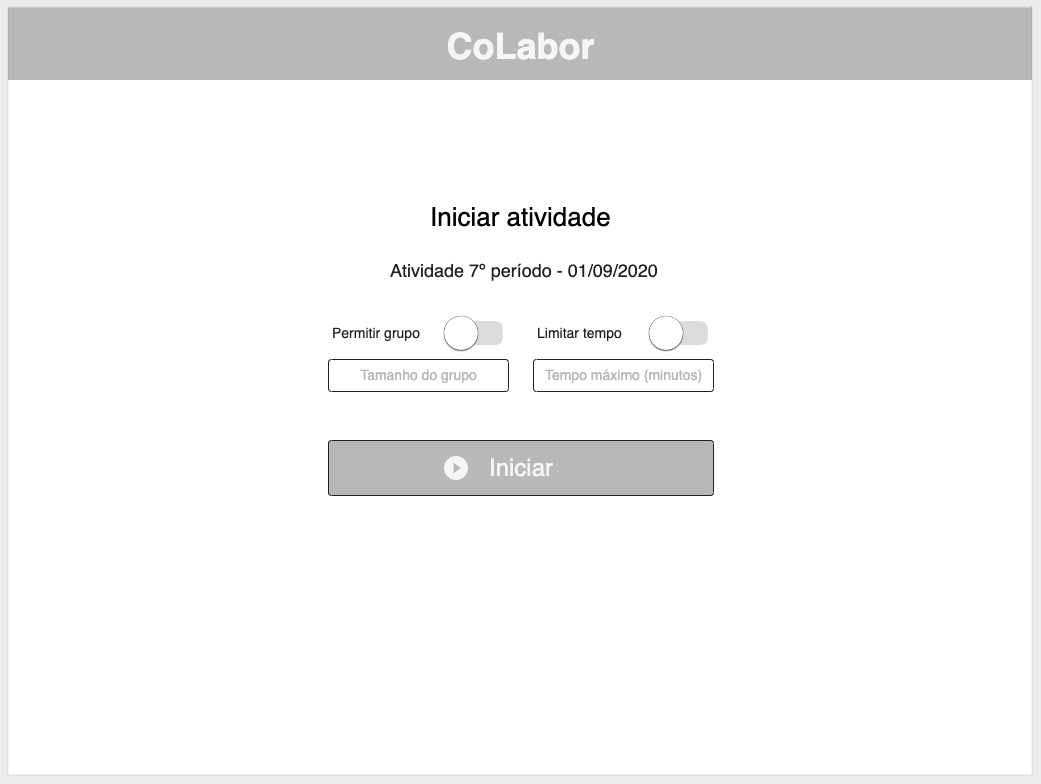 CoLabor
Iniciar atividade
Atividade 7º período - 01/09/2020
Permitir grupo
Limitar tempo
Tamanho do grupo
Tempo máximo (minutos)
Iniciar